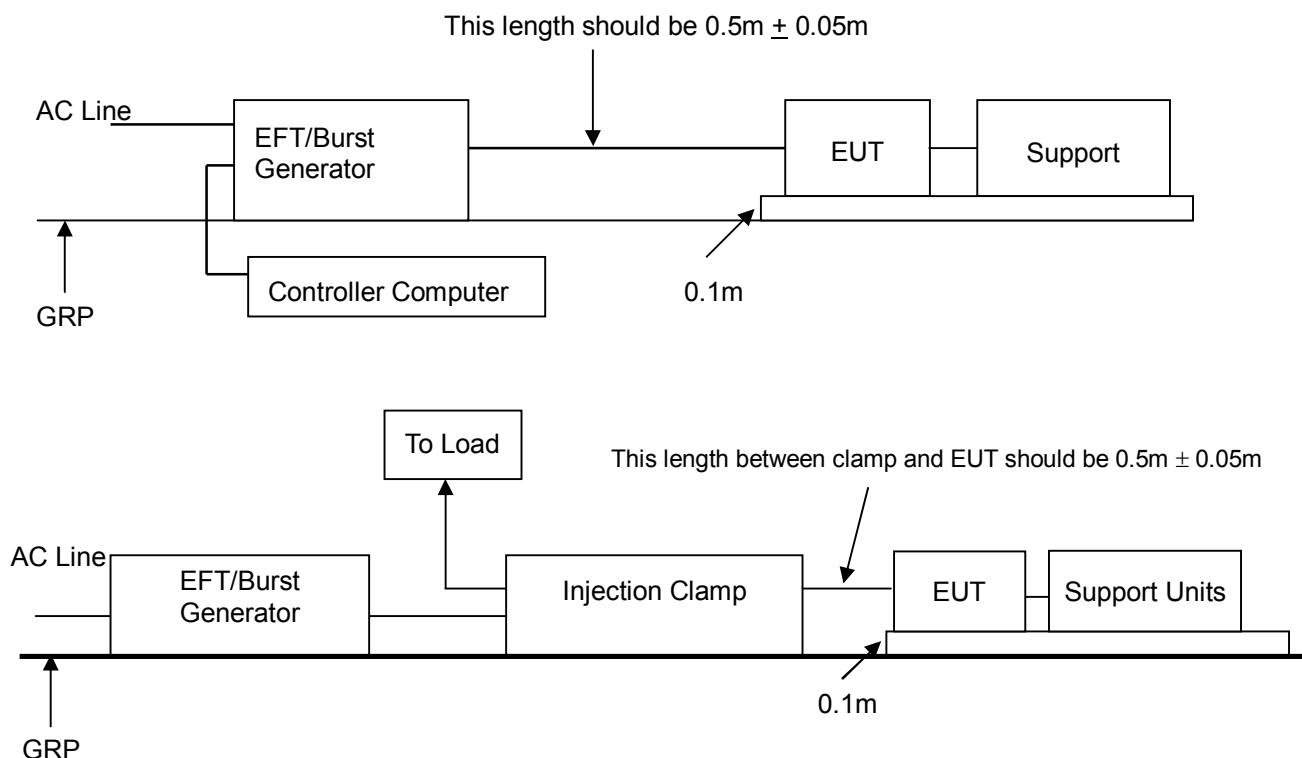 This length should be 0.5m ± 0.05m
AC Line
EFT/Burst
Generator
EUT
Support
Controller Computer
0.1m
GRP
To Load
This length between clamp and EUT should be 0.5m ± 0.05m
AC Line
EFT/Burst
Generator
Injection Clamp
EUT
Support Units
0.1m
GRP